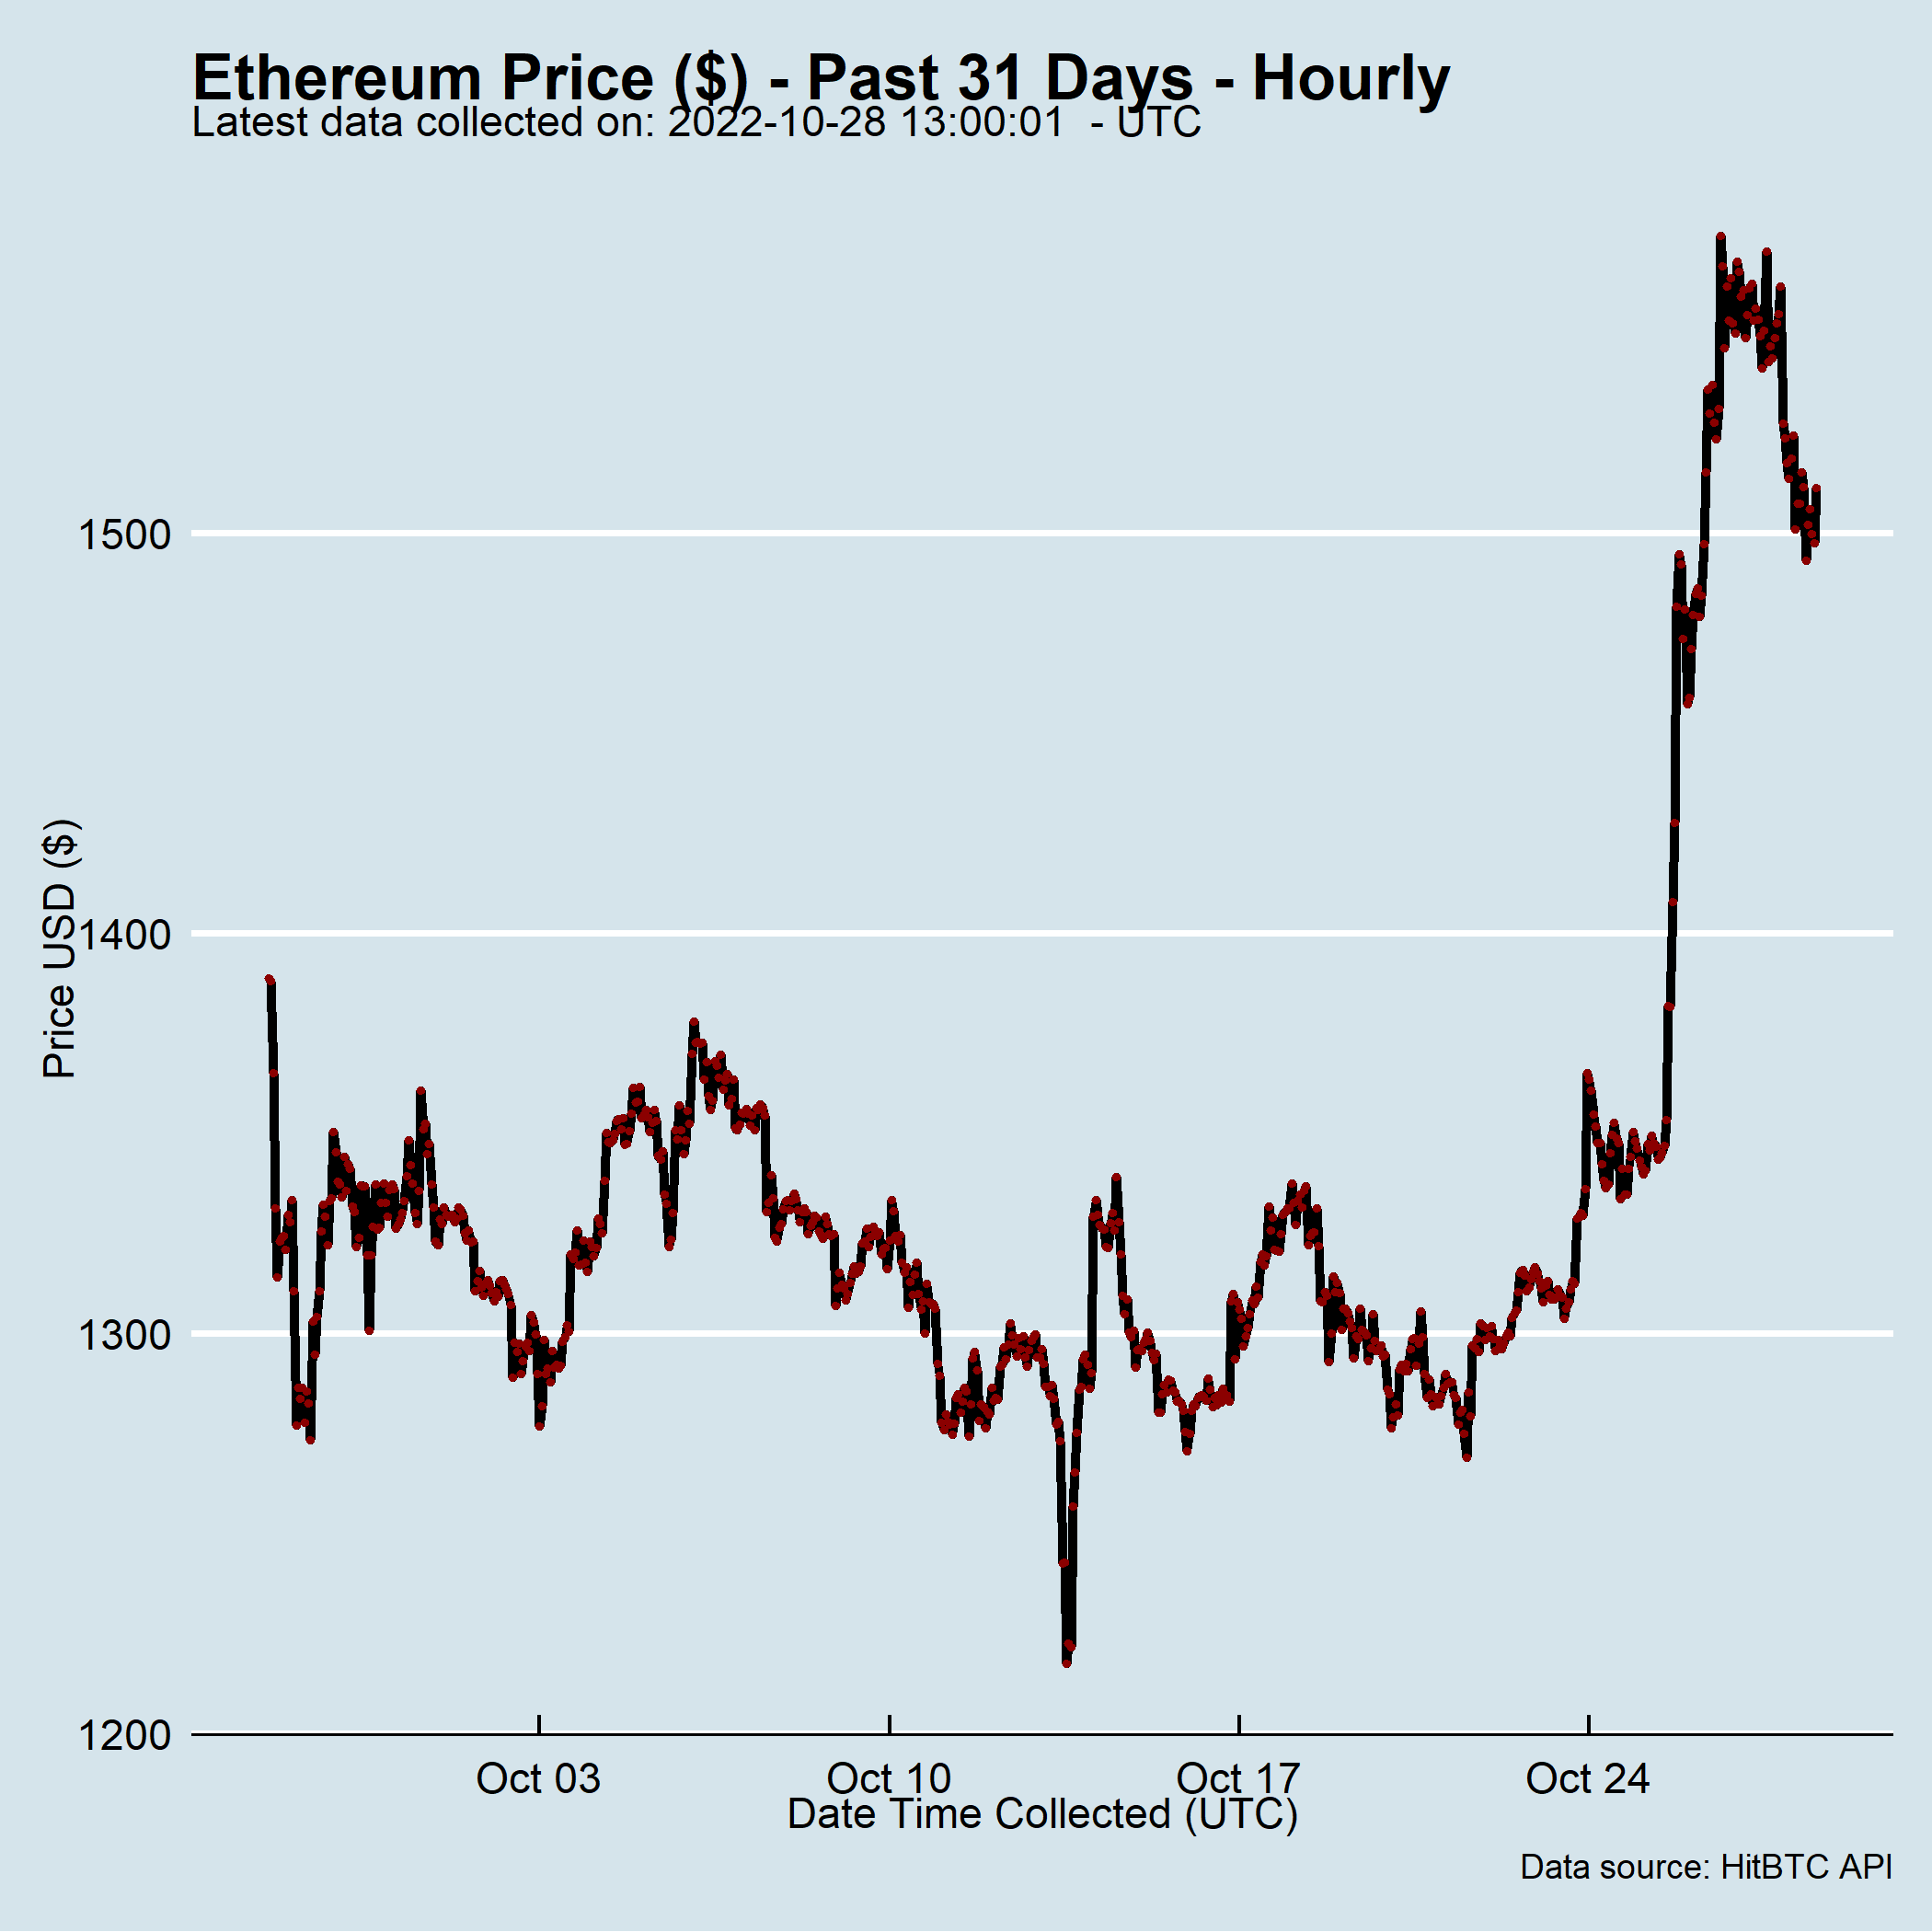 Ethereum Price ($) - Past 31 Days - Hourly
Latest data collected on: 2022-10-28 13:00:01  - UTC
Price USD ($)
1500
1400
1300
1200
Oct 03 Oct 10 Oct 17 Oct 24
Date Time Collected (UTC)
Data source: HitBTC API